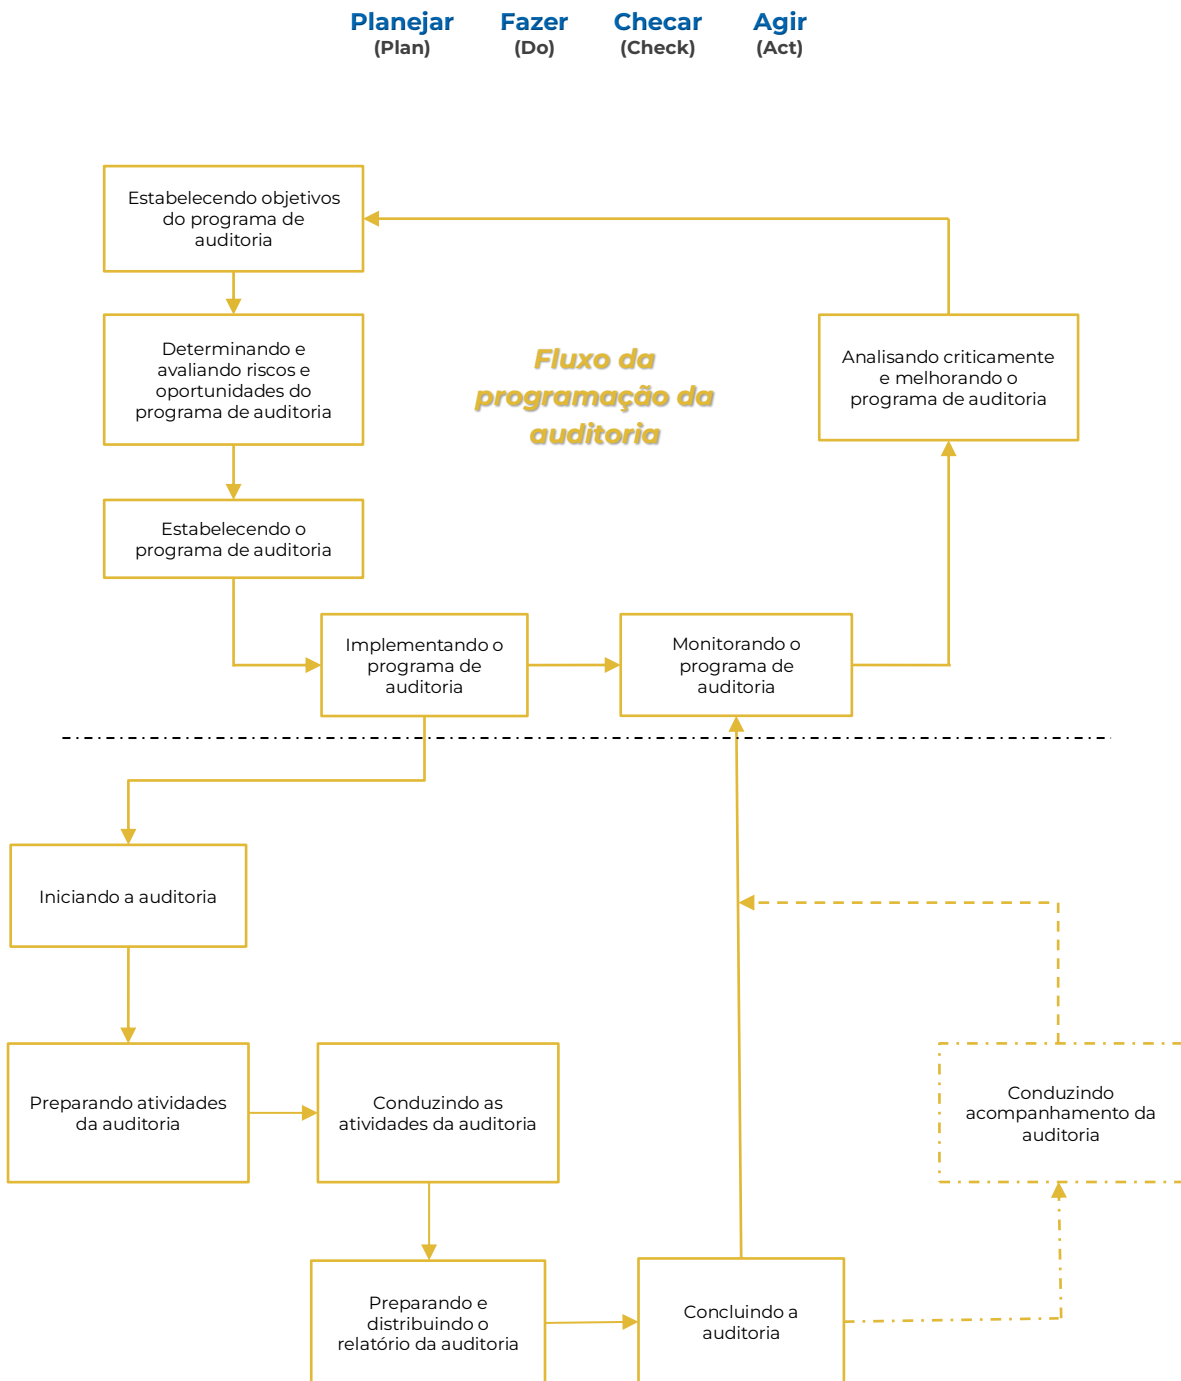 Planejar Fazer Checar Agir
(Plan) (Do) (Check) (Act)
Estabelecendo objetivos
do programa de
auditoria
Determinando e
avaliando riscos e
oportunidades do
programa de auditoria
Fluxo da
programação da
auditoria
Analisando criticamente
e melhorando o
programa de auditoria
Estabelecendo o
programa de auditoria
Implementando o
programa de
auditoria
Monitorando o
programa de
auditoria
Iniciando a auditoria
Preparando atividades
da auditoria
Conduzindo as
atividades da auditoria
Conduzindo
acompanhamento da
auditoria
Preparando e
distribuindo o
relatório da auditoria
Concluindo a
auditoria